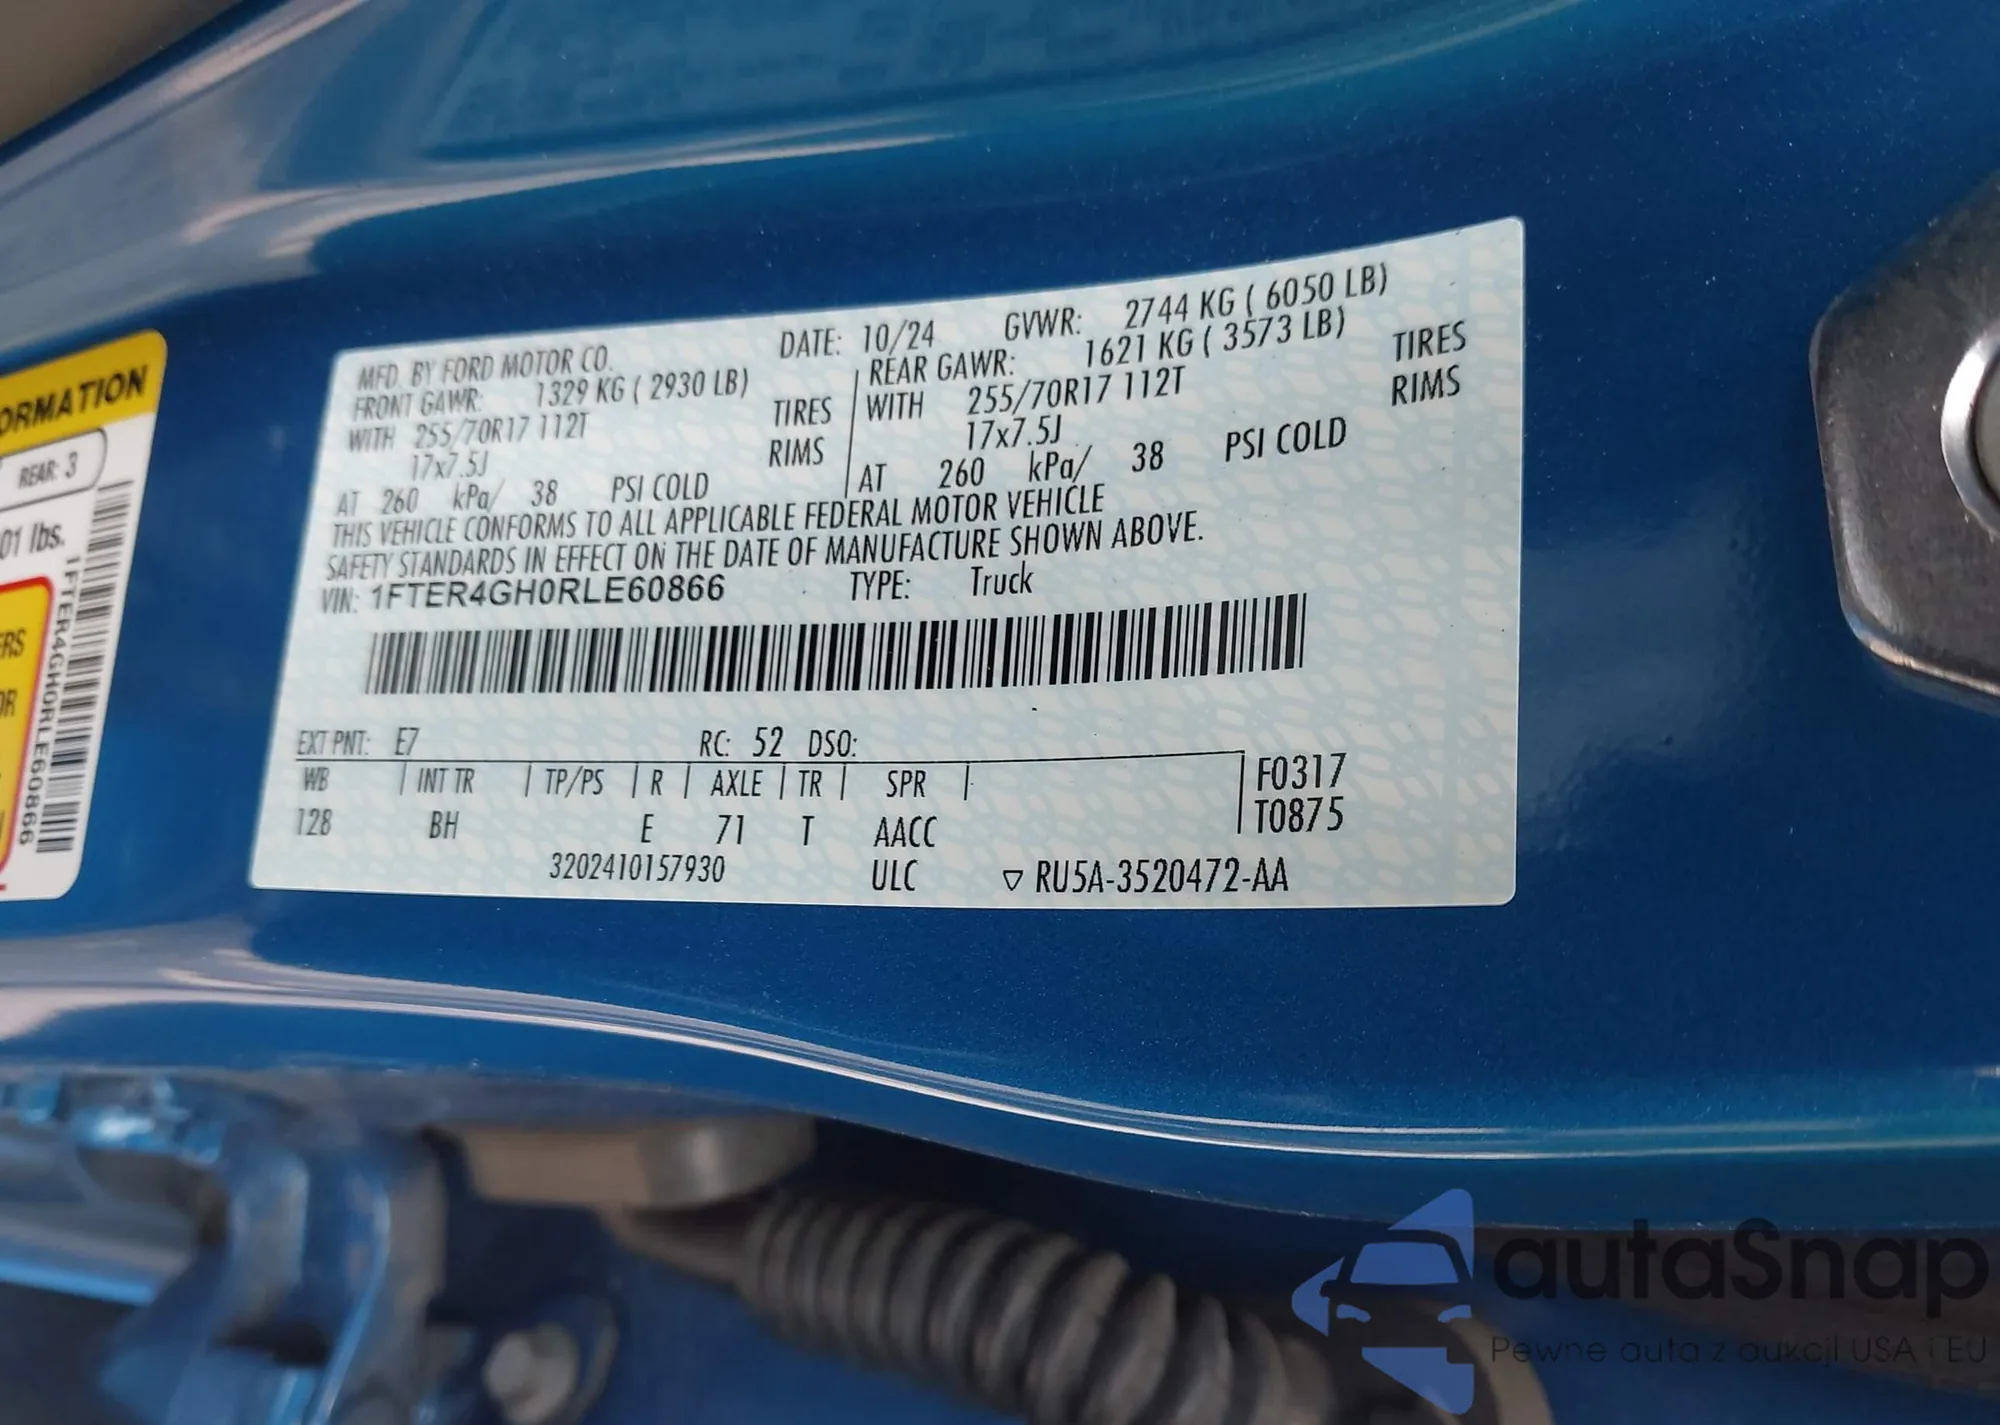 ORMATION
REAR: 3
01 lbs.
ERS
OR
1FTER4GH0RLE60866
MFD. BY FORD MOTOR CO. DATE: 10/24 GVWR: 2744 KG ( 6050 LB)
FRONT GAWR: 1329 KG ( 2930 LB) REAR GAWR: 1621 KG ( 3573 LB)
WITH 255/70R17 112T TIRES WITH 255/70R17 112T TIRES
17x7.5J RIMS 17x7.5J RIMS
AT 260 kPa/ 38 PSI COLD AT 260 kPa/ 38 PSI COLD
THIS VEHICLE CONFORMS TO ALL APPLICABLE FEDERAL MOTOR VEHICLE
SAFETY STANDARDS IN EFFECT ON THE DATE OF MANUFACTURE SHOWN ABOVE.
VIN: 1FTER4GH0RLE60866 TYPE: Truck
EXT PNT: E7 RC: 52 DSO:
WB INT TR TP/PS R AXLE TR SPR F0317
128 BH E 71 T AACC T0875
3202410157930 ULC ▽ RU5A-3520472-AA
autaSnap
Pewne auta z aukcji USA i EU